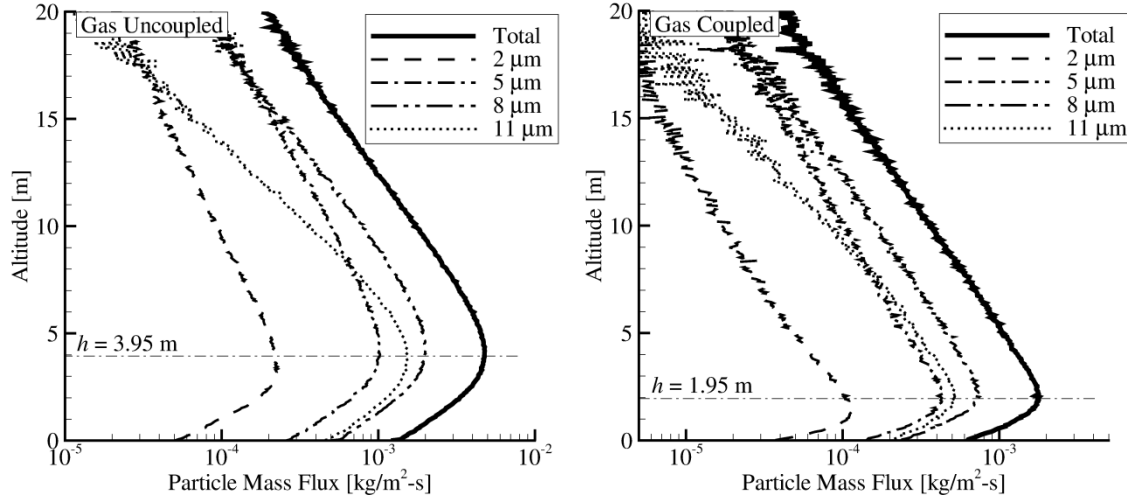 Gas Uncoupled
Total
2 μm
5 μm
8 μm
11 μm
20
15
10
5
0
Altitude [m]
h = 3.95 m
10⁻⁵
10⁻⁴
10⁻³
10⁻²
Particle Mass Flux [kg/m²-s]
Gas Coupled
Total
2 μm
5 μm
8 μm
11 μm
20
15
10
5
0
Altitude [m]
h = 1.95 m
10⁻⁵
10⁻⁴
10⁻³
Particle Mass Flux [kg/m²-s]